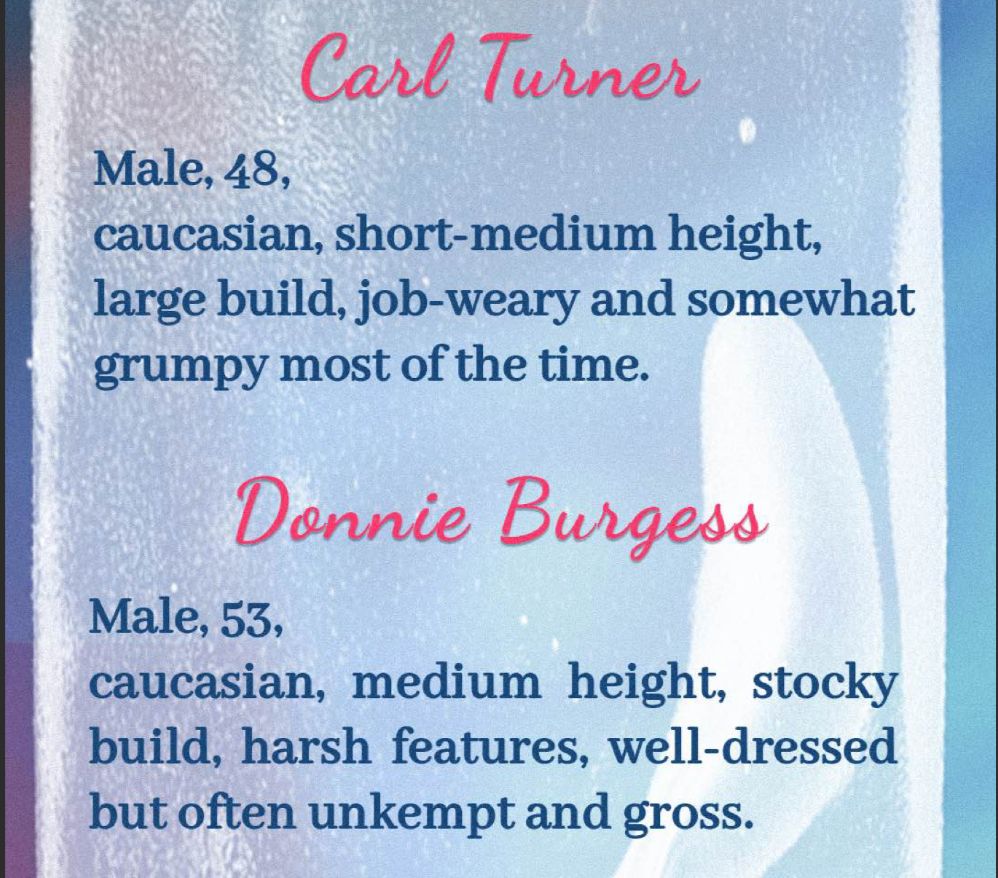 Carl Turner
Male, 48,
caucasian, short-medium height,
large build, job-weary and somewhat
grumpy most of the time.
Donnie Burgess
Male, 53,
caucasian, medium height, stocky
build, harsh features, well-dressed
but often unkempt and gross.